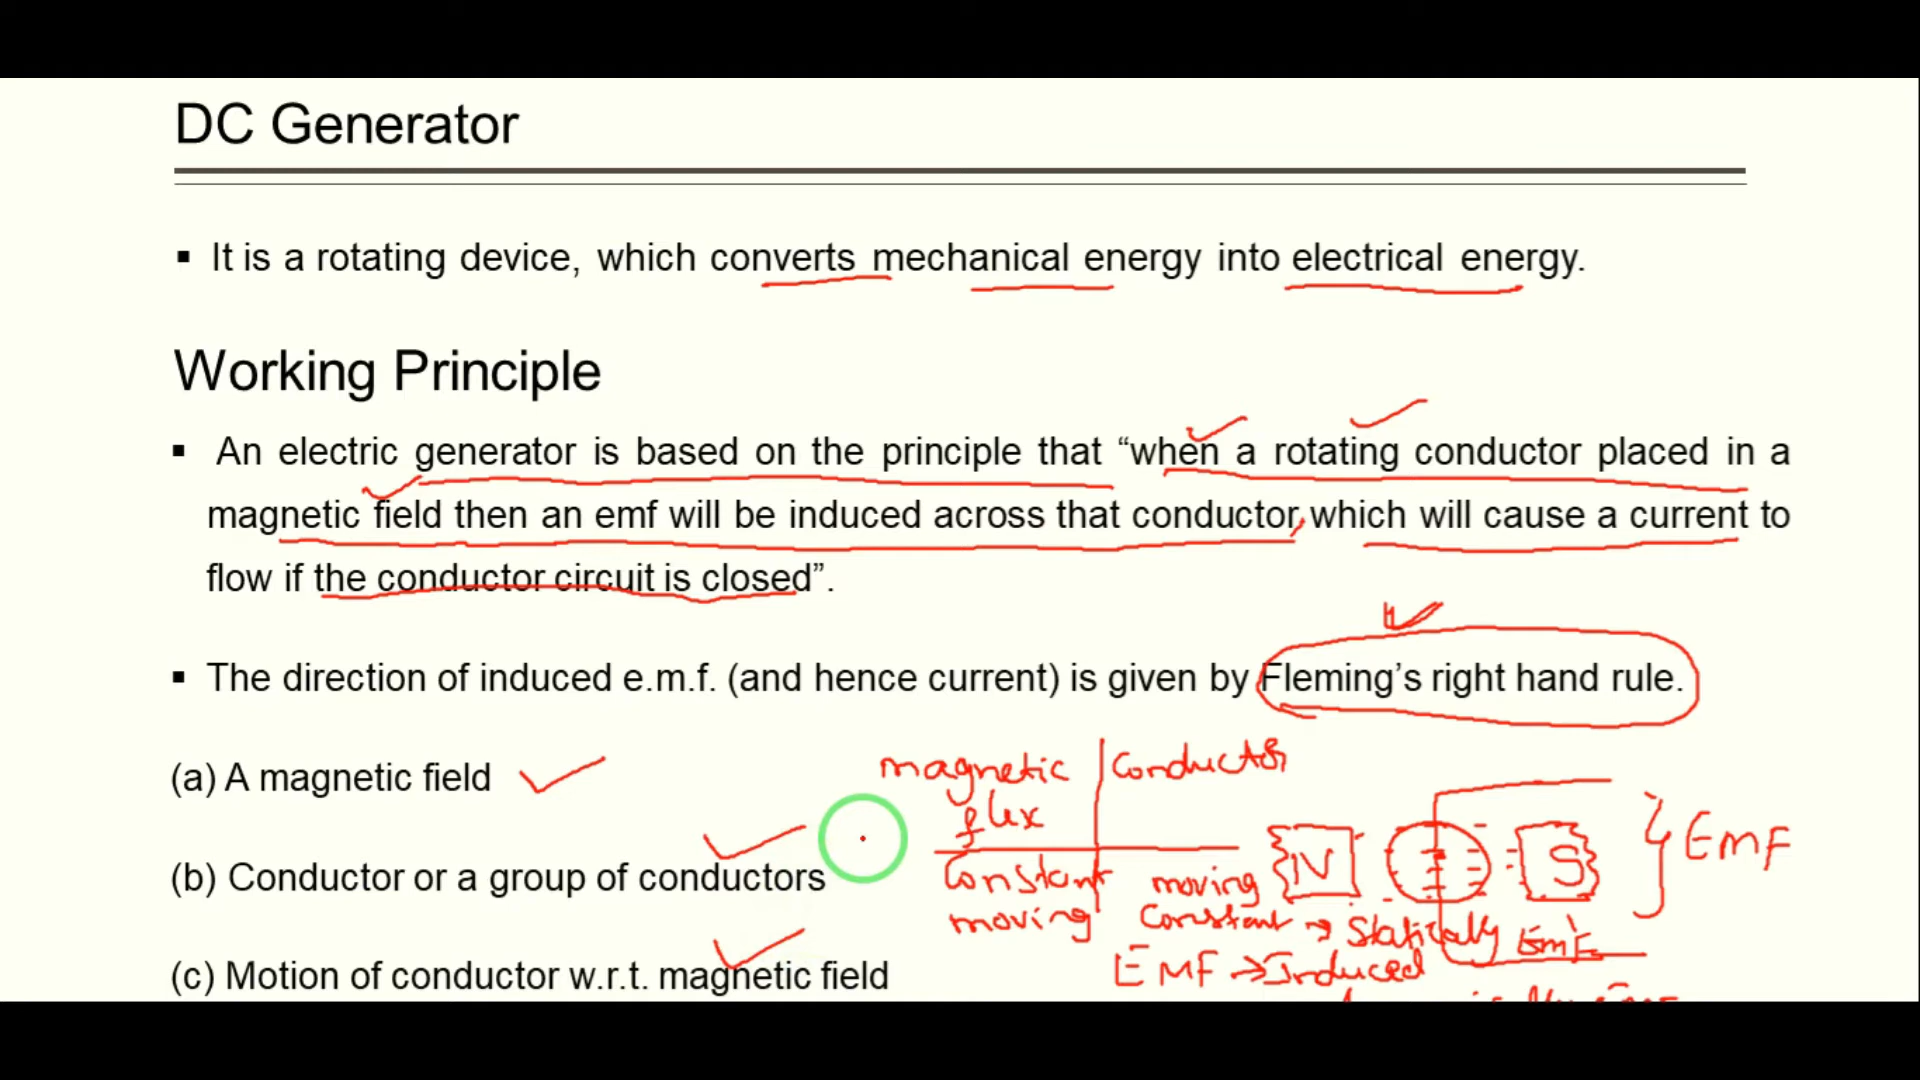 DC Generator
▪ It is a rotating device, which converts mechanical energy into electrical energy.
Working Principle
▪ An electric generator is based on the principle that “when a rotating conductor placed in a
magnetic field then an emf will be induced across that conductor, which will cause a current to
flow if the conductor circuit is closed”.
▪ The direction of induced e.m.f. (and hence current) is given by Fleming’s right hand rule.
(a) A magnetic field
(b) Conductor or a group of conductors
(c) Motion of conductor w.r.t. magnetic field
magnetic Conductor
flux
Constant moving
moving Constant → Statically EMF
EMF → Induced
N S } EMF